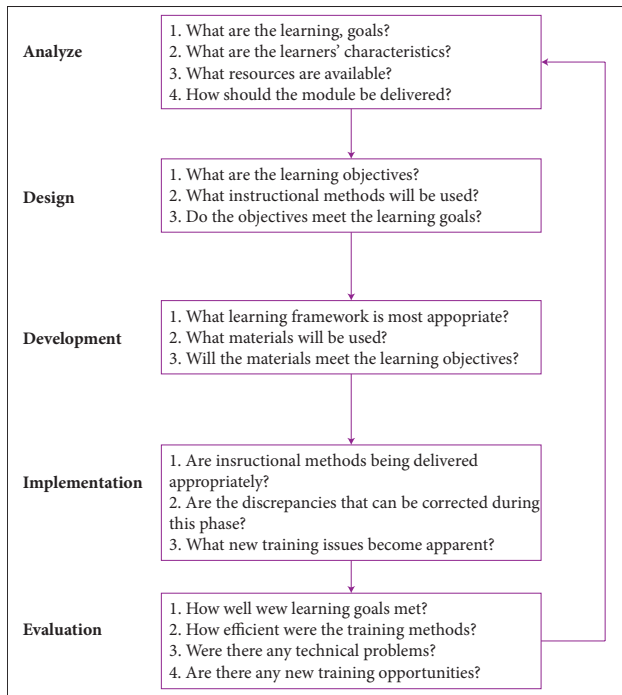 Analyze
1. What are the learning, goals?
2. What are the learners’ characteristics?
3. What resources are available?
4. How should the module be delivered?
Design
1. What are the learning objectives?
2. What instructional methods will be used?
3. Do the objectives meet the learning goals?
Development
1. What learning framework is most appopriate?
2. What materials will be used?
3. Will the materials meet the learning objectives?
Implementation
1. Are insructional methods being delivered
appropriately?
2. Are the discrepancies that can be corrected during
this phase?
3. What new training issues become apparent?
Evaluation
1. How well wew learning goals met?
2. How efficient were the training methods?
3. Were there any technical problems?
4. Are there any new training opportunities?